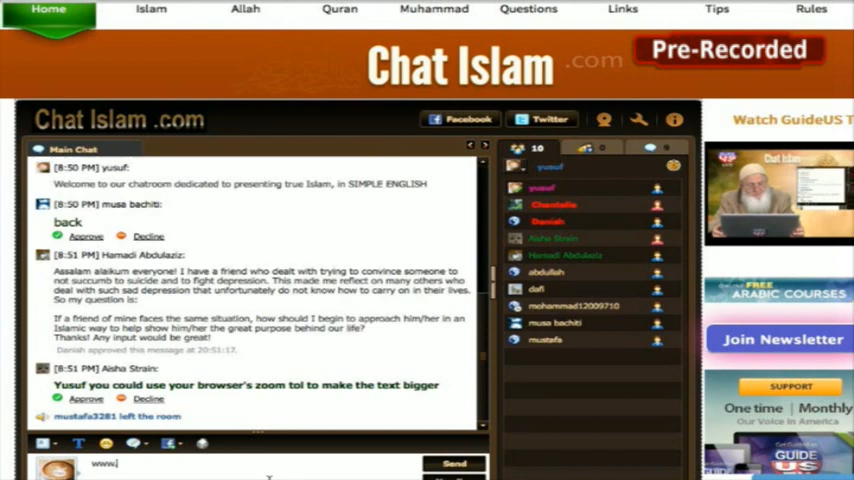 Home Islam Allah Quran Muhammad Questions Links Tips Rules
Chat Islam .com
Pre-Recorded
Chat Islam .com
Facebook
Twitter
Watch GuideUS T
Main Chat
10
0
9
yusuf
[8:50 PM] yusuf:
Welcome to our chatroom dedicated to presenting true Islam, in SIMPLE ENGLISH
[8:50 PM] musa bachiti:
back
Approve Decline
[8:51 PM] Hamadi Abdulaziz:
Assalam alaikum everyone! I have a friend who dealt with trying to convince someone to
not succumb to suicide and to fight depression. This made me reflect on many others who
deal with such sad depression that unfortunately do not know how to carry on in their lives.
So my question is:
If a friend of mine faces the same situation, how should I begin to approach him/her in an
Islamic way to help show him/her the great purpose behind our life?
Thanks! Any input would be great!
Danish approved this message at 20:51:17.
[8:51 PM] Aisha Strain:
Yusuf you could use your browser's zoom tol to make the text bigger
Approve Decline
mustafa3281 left the room
www.j
Send
yusuf
Chantelle
Danish
Aisha Strain
Hamadi Abdulaziz
abdullah
dafi
mohammad12009710
musa bachiti
mustafa
Chat Islam
FREE
ARABIC COURSES
Join Newsletter
SUPPORT
One time | Monthly
Our Voice in America
GUIDE
US